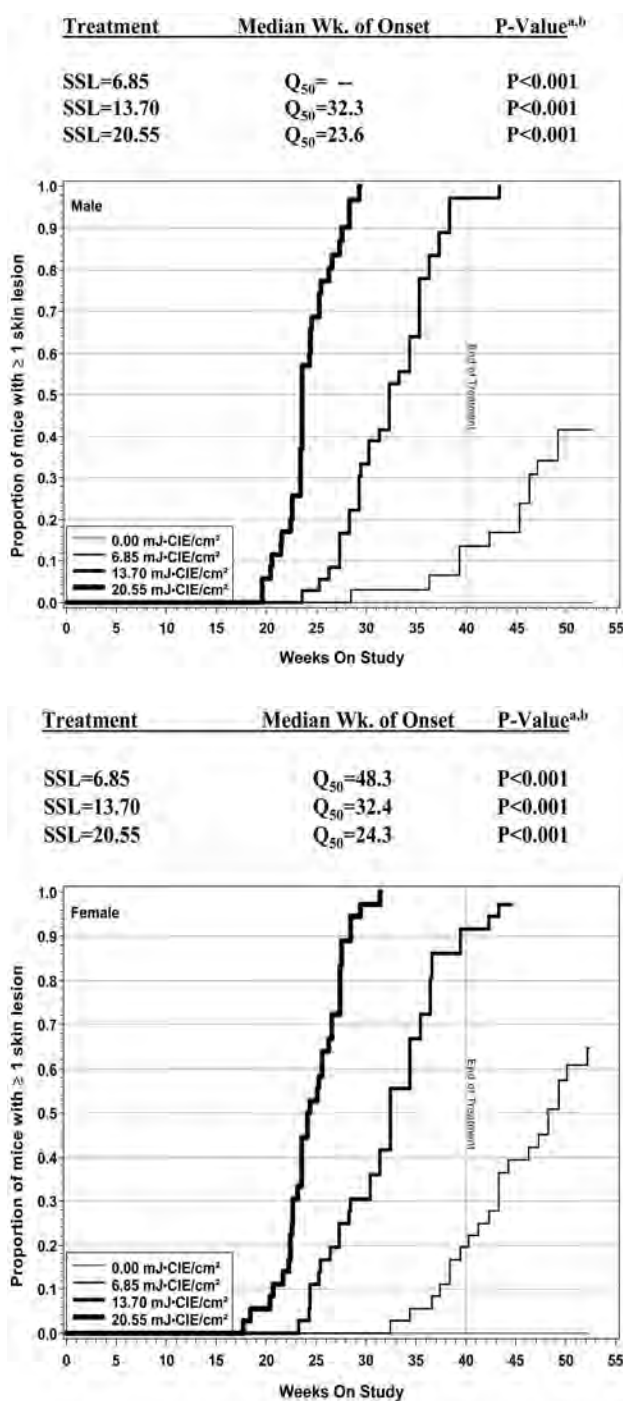 Treatment Median Wk. of Onset P-Valueᵃ,ᵇ
SSL=6.85 Q₅₀= -- P<0.001
SSL=13.70 Q₅₀=32.3 P<0.001
SSL=20.55 Q₅₀=23.6 P<0.001
Male
Proportion of mice with ≥ 1 skin lesion
1.0
0.9
0.8
0.7
0.6
0.5
0.4
0.3
0.2
0.1
0.0
End of Treatment
0.00 mJ•CIE/cm²
6.85 mJ•CIE/cm²
13.70 mJ•CIE/cm²
20.55 mJ•CIE/cm²
0 5 10 15 20 25 30 35 40 45 50 55
Weeks On Study
Treatment Median Wk. of Onset P-Valueᵃ,ᵇ
SSL=6.85 Q₅₀=48.3 P<0.001
SSL=13.70 Q₅₀=32.4 P<0.001
SSL=20.55 Q₅₀=24.3 P<0.001
Female
Proportion of mice with ≥ 1 skin lesion
1.0
0.9
0.8
0.7
0.6
0.5
0.4
0.3
0.2
0.1
0.0
End of Treatment
0.00 mJ•CIE/cm²
6.85 mJ•CIE/cm²
13.70 mJ•CIE/cm²
20.55 mJ•CIE/cm²
0 5 10 15 20 25 30 35 40 45 50 55
Weeks On Study